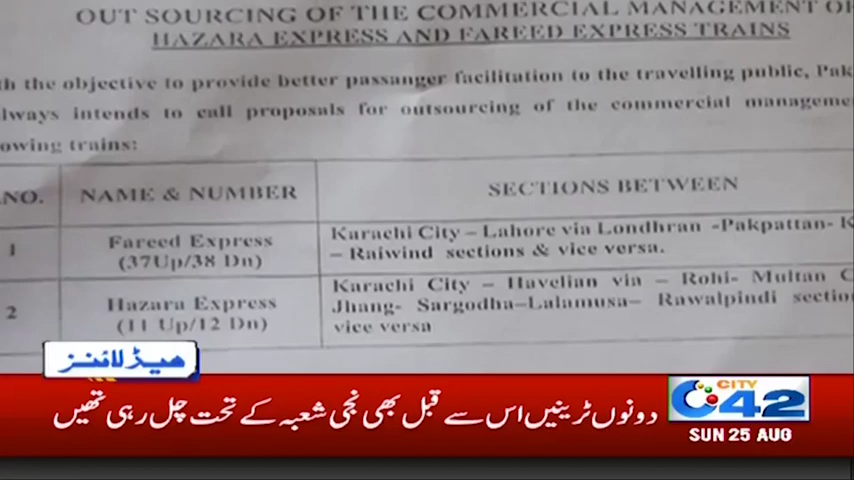 OUT SOURCING OF THE COMMERCIAL MANAGEMENT OF
HAZARA EXPRESS AND FAREED EXPRESS TRAINS
th the objective to provide better passanger facilitation to the travelling public, Pak
lways intends to call proposals for outsourcing of the commercial manageme
owing trains:
.NO. NAME & NUMBER SECTIONS BETWEEN
1 Fareed Express Karachi City – Lahore via Londhran -Pakpattan- K
(37Up/38 Dn) – Raiwind sections & vice versa.
2 Hazara Express Karachi City – Havelian via – Rohi- Multan C
(11 Up/12 Dn) Jhang- Sargodha–Lalamusa– Rawalpindi sectio
vice versa
ہیڈلائنز
دونوں ٹرینیں اس سے قبل بھی نجی شعبہ کے تحت چل رہی تھیں
CITY
42
SUN 25 AUG